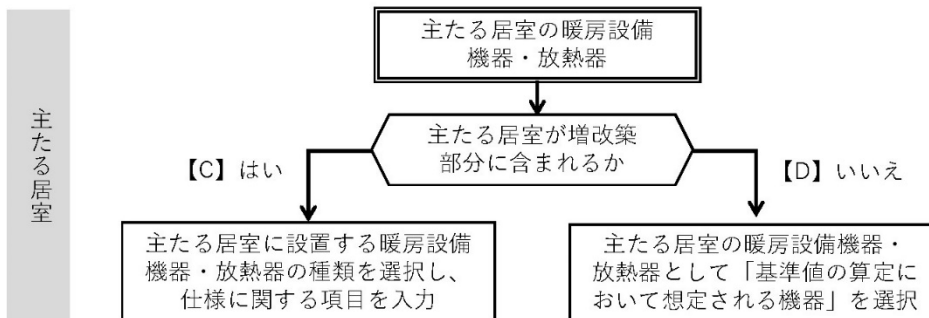 主たる居室
主たる居室の暖房設備
機器・放熱器
主たる居室が増改築
部分に含まれるか
【C】はい
【D】いいえ
主たる居室に設置する暖房設備
機器・放熱器の種類を選択し、
仕様に関する項目を入力
主たる居室の暖房設備機器・
放熱器として「基準値の算定に
おいて想定される機器」を選択